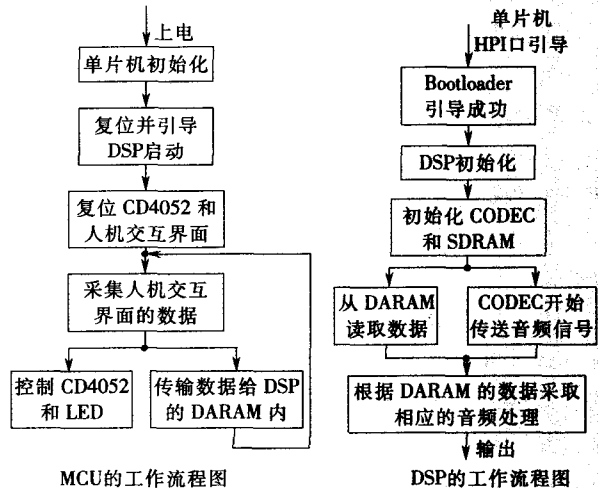 上电
单片机初始化
复位并引导
DSP启动
复位 CD4052 和
人机交互界面
采集人机交互
界面的数据
控制 CD4052
和 LED
传输数据给 DSP
的 DARAM 内
MCU的工作流程图
单片机
HPI口引导
Bootloader
引导成功
DSP初始化
初始化 CODEC
和 SDRAM
从 DARAM
读取数据
CODEC开始
传送音频信号
根据 DARAM 的数据采取
相应的音频处理
输出
DSP的工作流程图